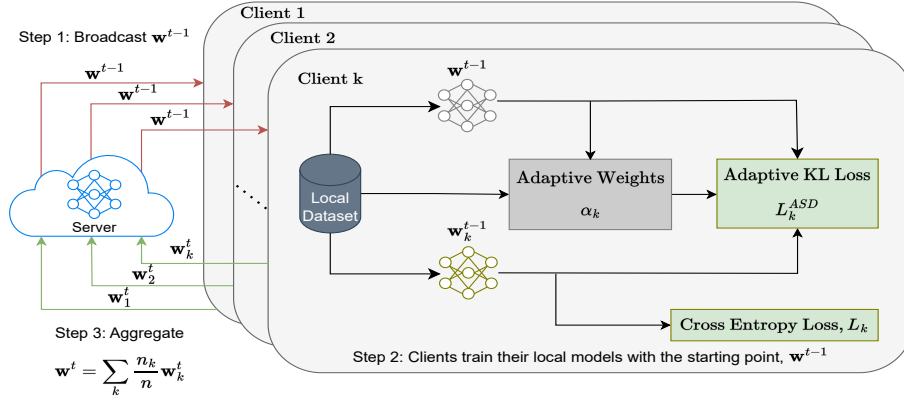 Client 1
Step 1: Broadcast w^{t−1}
Client 2
w^{t−1}
w^{t−1}
w^{t−1}
Client k
w^{t−1}
Adaptive Weights
α_k
Adaptive KL Loss
L_k^{ASD}
Local
Dataset
Server
w_k^{t−1}
w_k^t
w_2^t
w_1^t
Cross Entropy Loss, L_k
Step 3: Aggregate
w^t = ∑_k \frac{n_k}{n} w_k^t
Step 2: Clients train their local models with the starting point, w^{t−1}